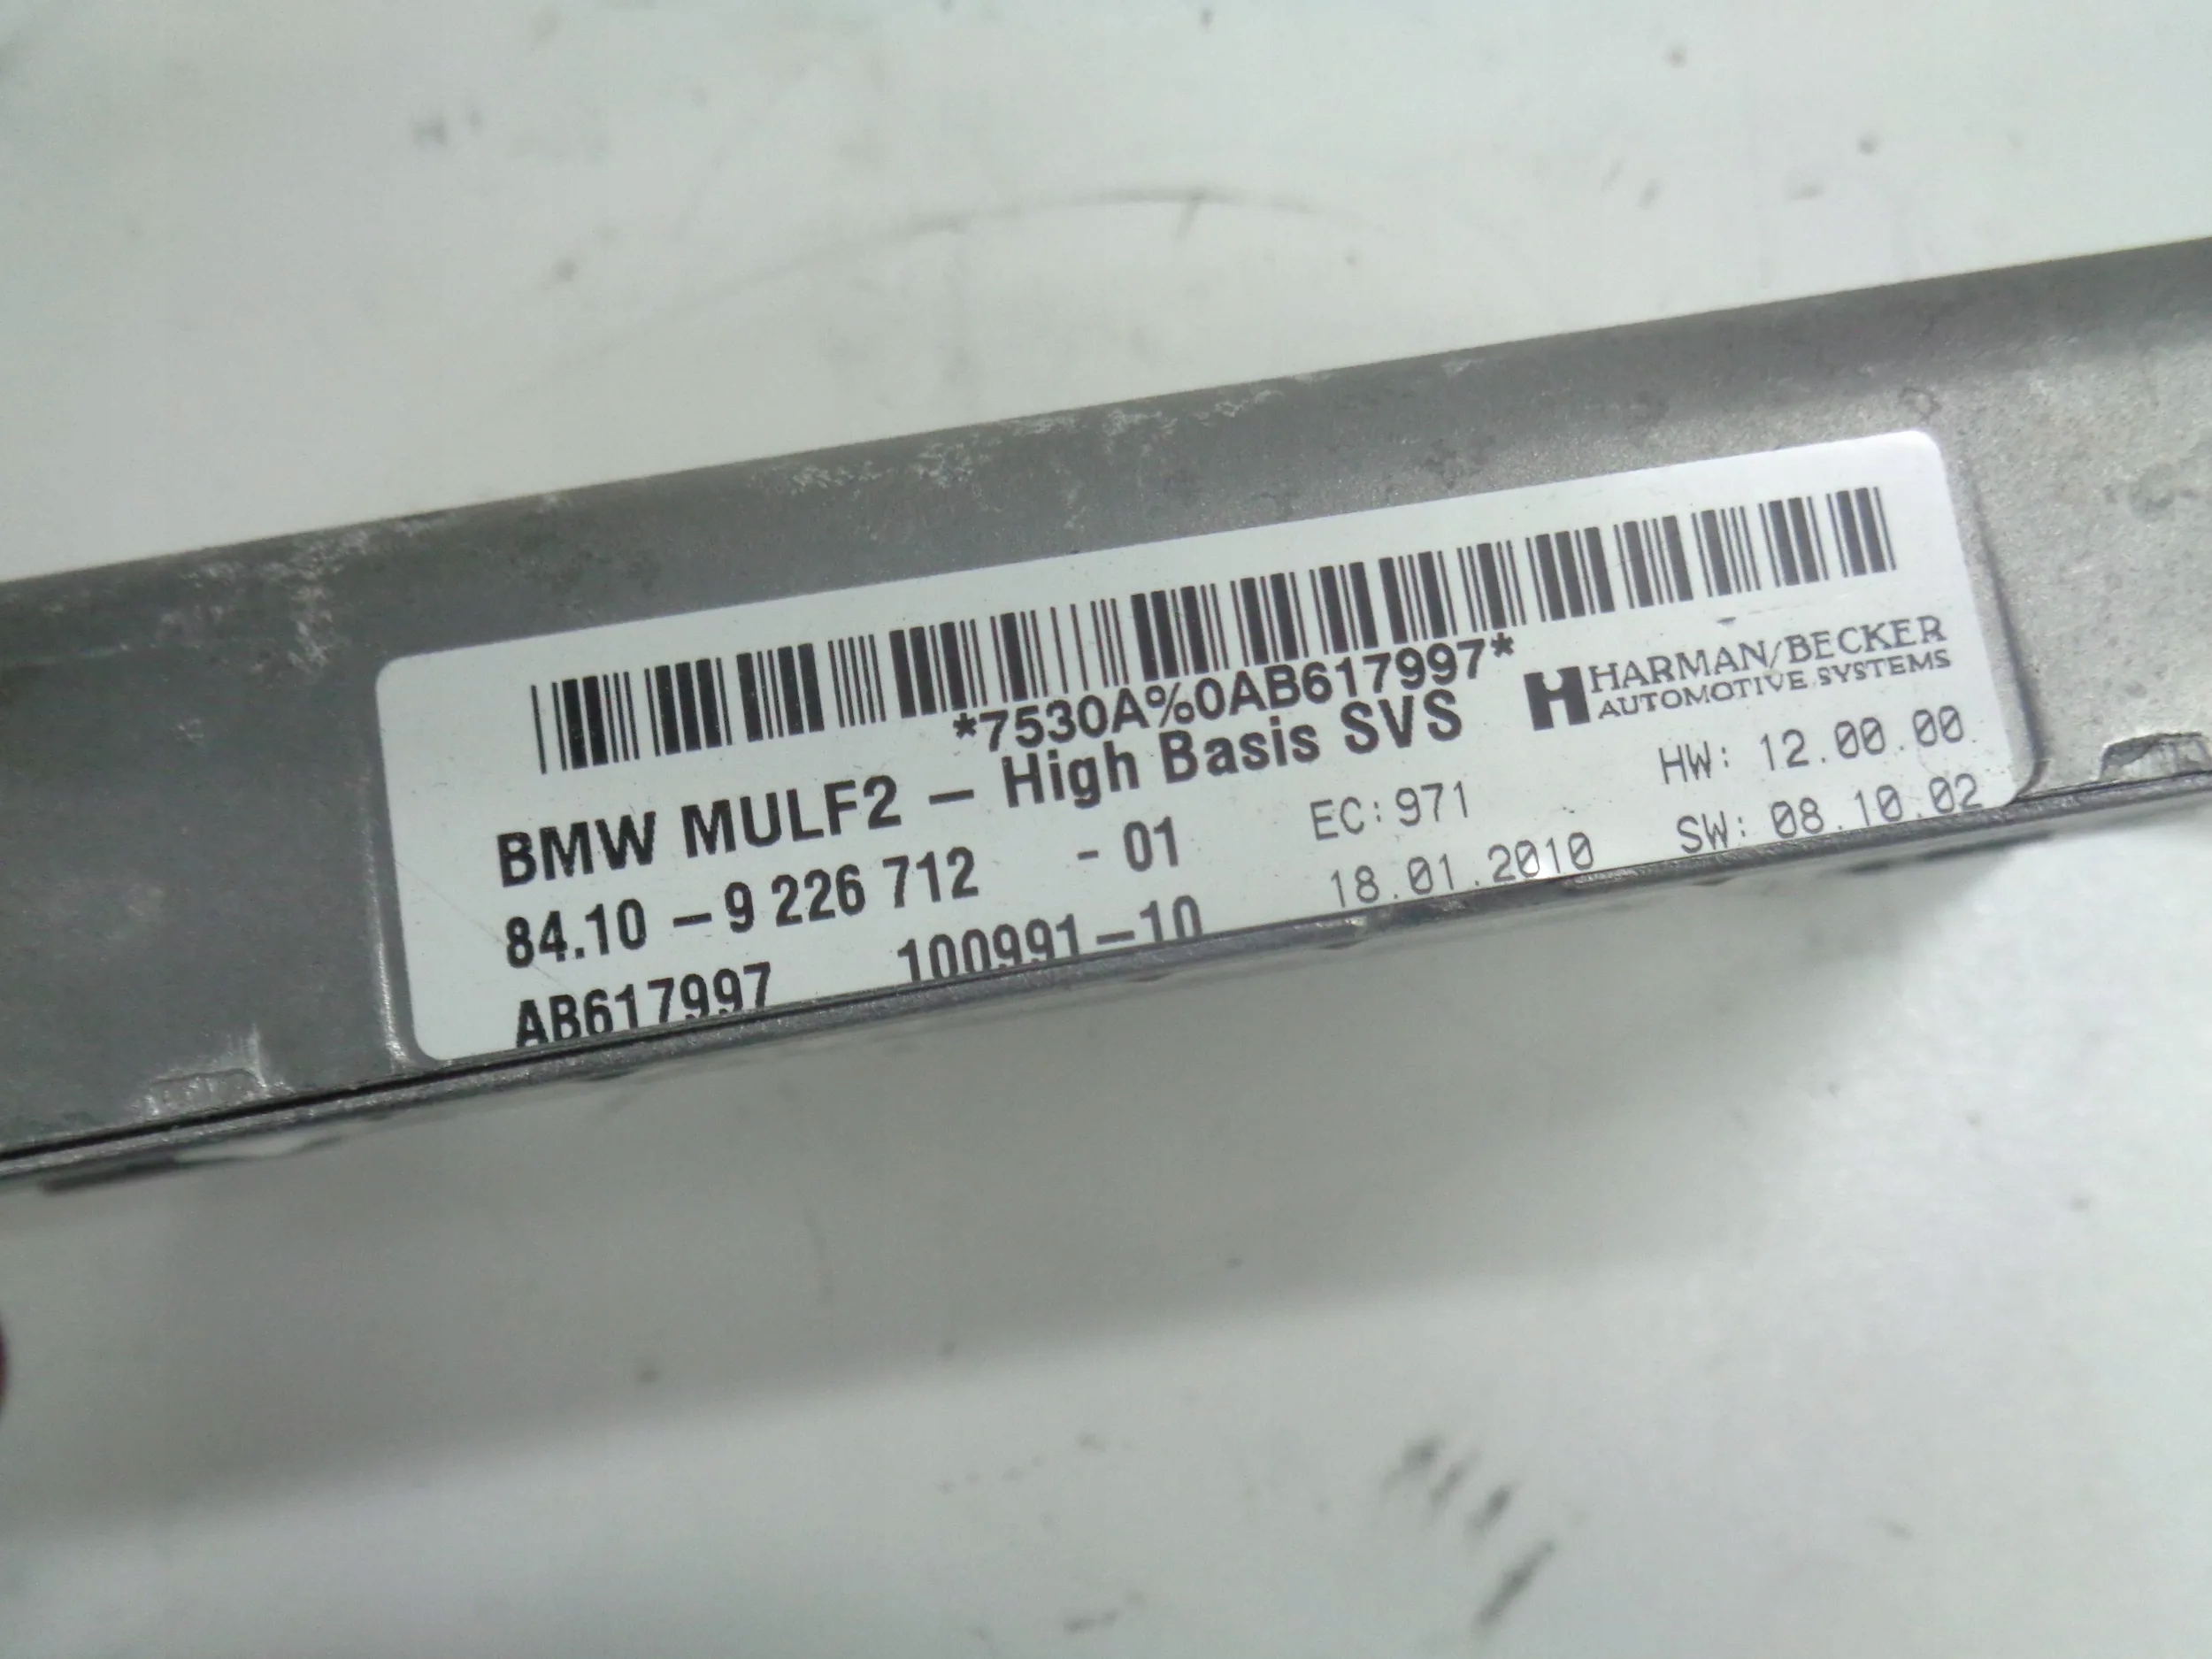 *7530A%0AB617997*
HARMAN/BECKER
AUTOMOTIVE SYSTEMS
BMW MULF2 – High Basis SVS
HW: 12.00.00
84.10 – 9 226 712 - 01
EC: 971
SW: 08.10.02
AB617997 100991–10
18.01.2010